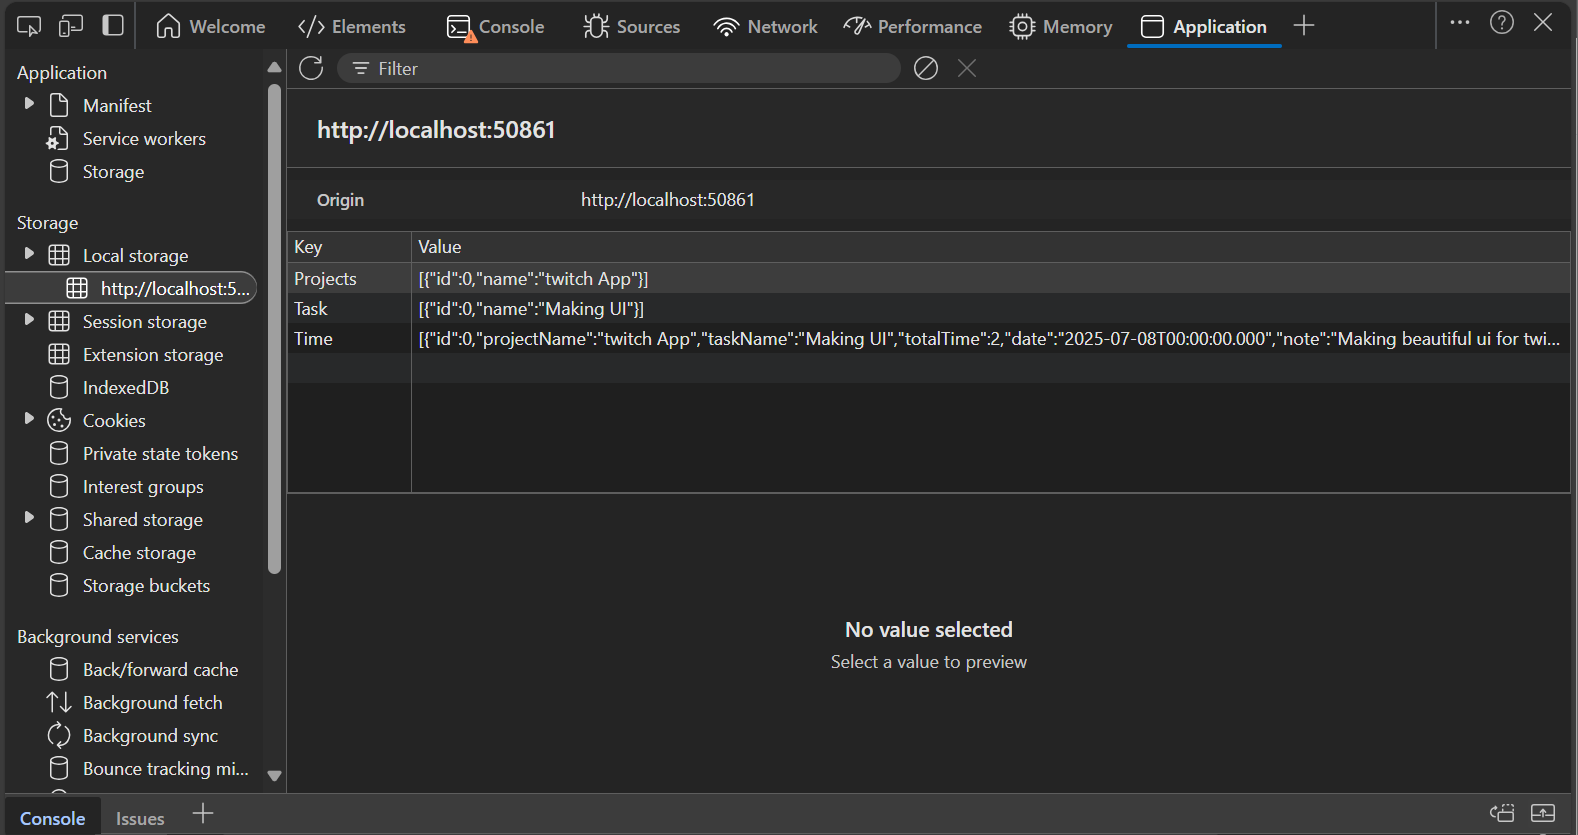 Welcome
Elements
Console
Sources
Network
Performance
Memory
Application
Application
Manifest
Service workers
Storage
Storage
Local storage
http://localhost:5...
Session storage
Extension storage
IndexedDB
Cookies
Private state tokens
Interest groups
Shared storage
Cache storage
Storage buckets
Background services
Back/forward cache
Background fetch
Background sync
Bounce tracking mi...
Filter
http://localhost:50861
Origin http://localhost:50861
Key Value
Projects [{"id":0,"name":"twitch App"}]
Task [{"id":0,"name":"Making UI"}]
Time [{"id":0,"projectName":"twitch App","taskName":"Making UI","totalTime":2,"date":"2025-07-08T00:00:00.000","note":"Making beautiful ui for twi...
No value selected
Select a value to preview
Console
Issues